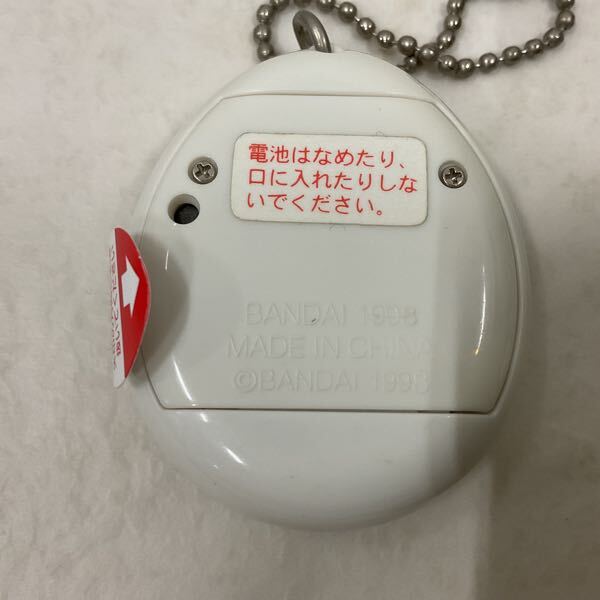 電池はなめたり、
口に入れたりしな
いでください。
BANDAI 1998
MADE IN CHINA
©BANDAI 1998